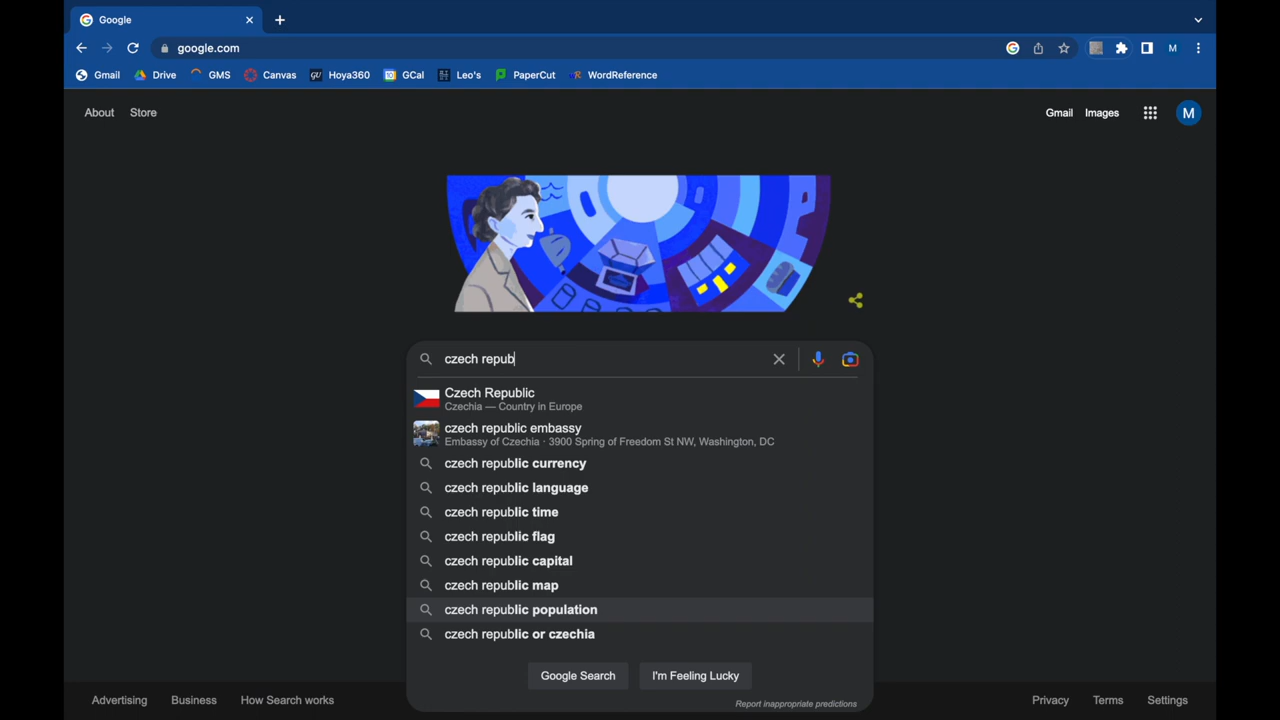 Google
google.com
M
Gmail Drive GMS Canvas Hoya360 GCal Leo's PaperCut WordReference
About Store
Gmail Images
M
czech repub
Czech Republic
Czechia — Country in Europe
czech republic embassy
Embassy of Czechia · 3900 Spring of Freedom St NW, Washington, DC
czech republic currency
czech republic language
czech republic time
czech republic flag
czech republic capital
czech republic map
czech republic population
czech republic or czechia
Google Search I'm Feeling Lucky
Report inappropriate predictions
Advertising Business How Search works Privacy Terms Settings